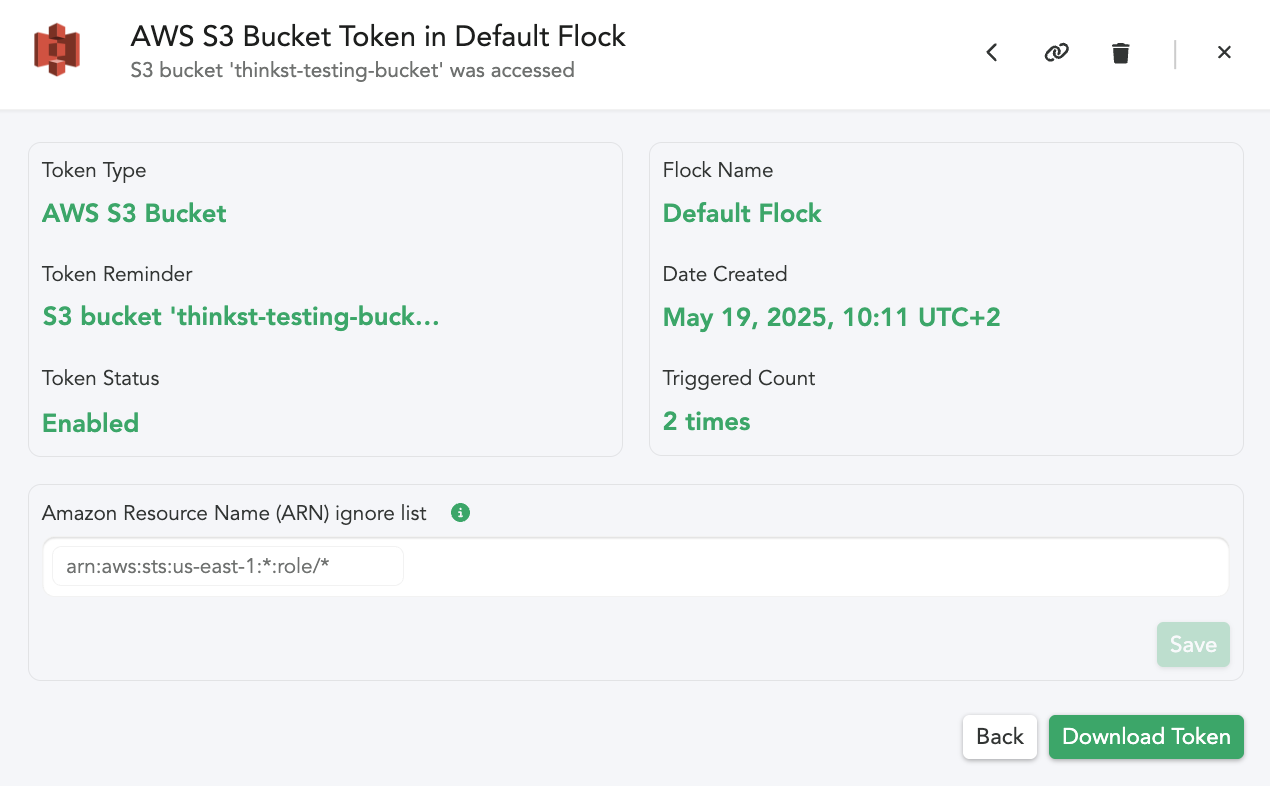 AWS S3 Bucket Token in Default Flock
S3 bucket 'thinkst-testing-bucket' was accessed
Token Type
AWS S3 Bucket
Token Reminder
S3 bucket 'thinkst-testing-buck...
Token Status
Enabled
Flock Name
Default Flock
Date Created
May 19, 2025, 10:11 UTC+2
Triggered Count
2 times
Amazon Resource Name (ARN) ignore list
arn:aws:sts:us-east-1:*:role/*
Save
Back
Download Token